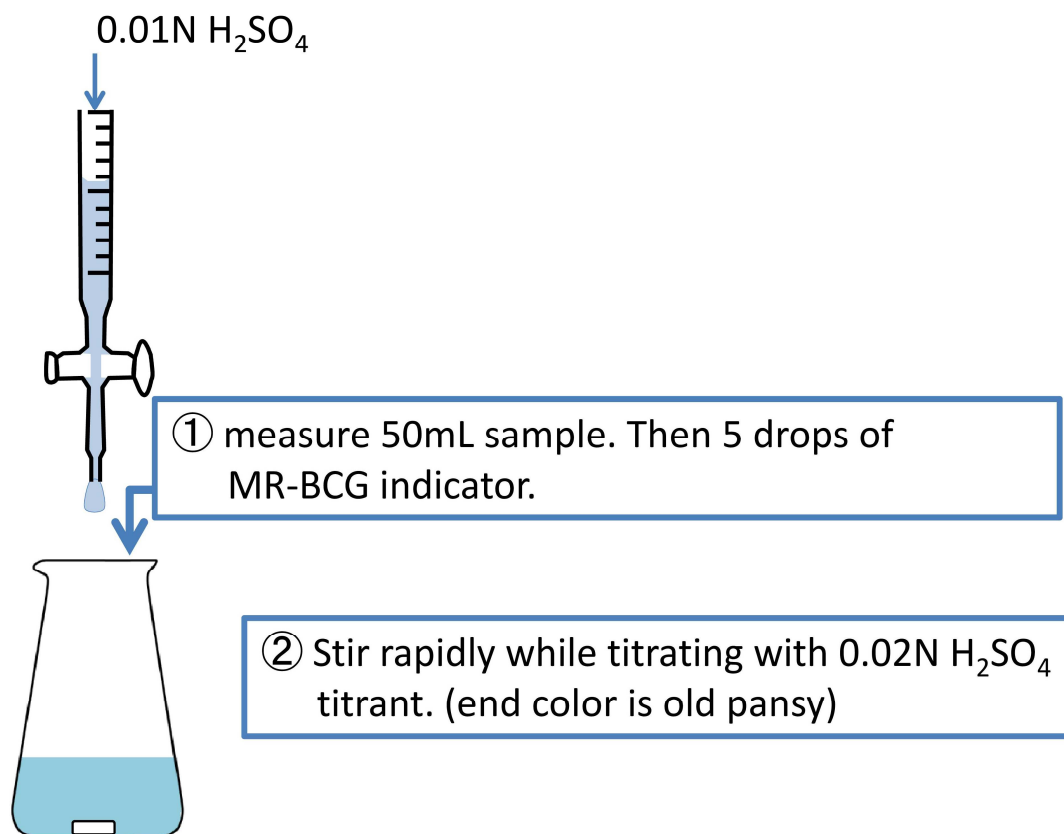 0.01N H₂SO₄
① measure 50mL sample. Then 5 drops of
MR-BCG indicator.
② Stir rapidly while titrating with 0.02N H₂SO₄
titrant. (end color is old pansy)